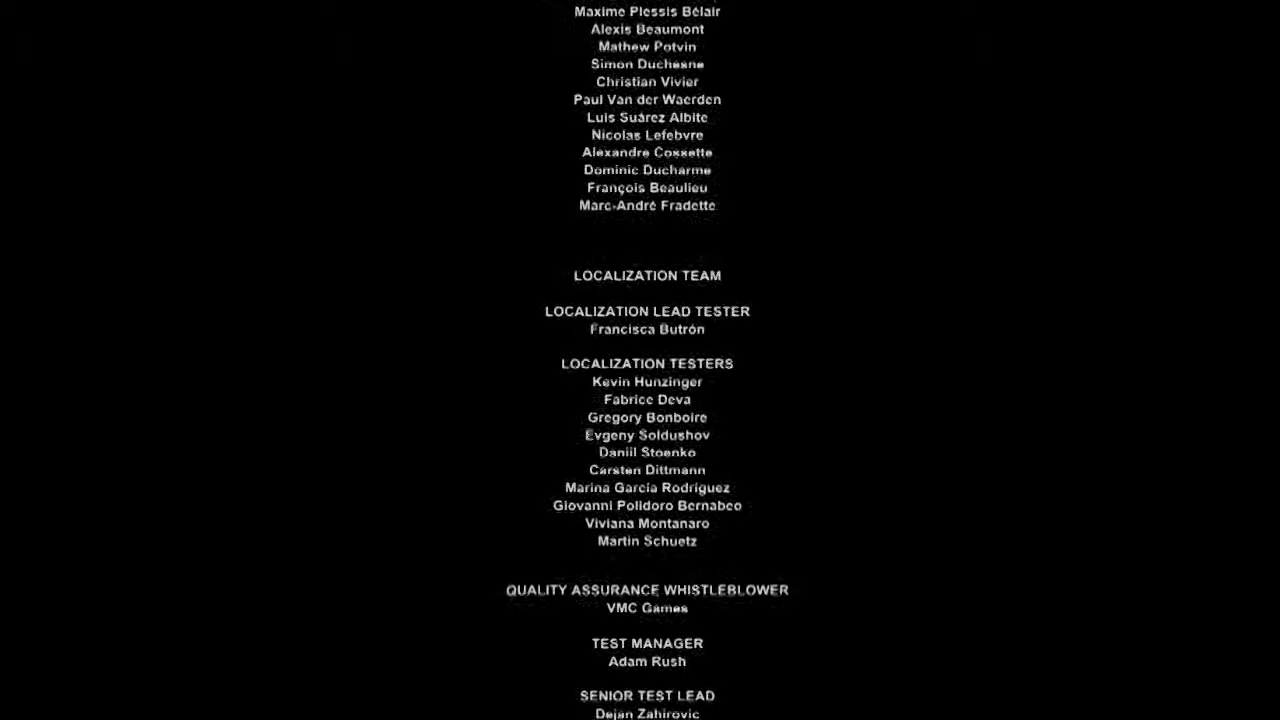 Maxime Plessis Bélair
Alexis Beaumont
Mathew Potvin
Simon Duchesne
Christian Vivier
Paul Van der Waerden
Luis Suárez Albite
Nicolas Lefebvre
Alexandre Cossette
Dominic Ducharme
François Beaulieu
Marc-André Fradette
LOCALIZATION TEAM
LOCALIZATION LEAD TESTER
Francisca Butrón
LOCALIZATION TESTERS
Kevin Hunzinger
Fabrice Deva
Gregory Bonboire
Evgeny Soldushov
Daniil Stoenko
Carsten Dittmann
Marina Garcia Rodriguez
Giovanni Polidoro Bernabeo
Viviana Montanaro
Martin Schuetz
QUALITY ASSURANCE WHISTLEBLOWER
VMC Games
TEST MANAGER
Adam Rush
SENIOR TEST LEAD
Dejan Zahirovic